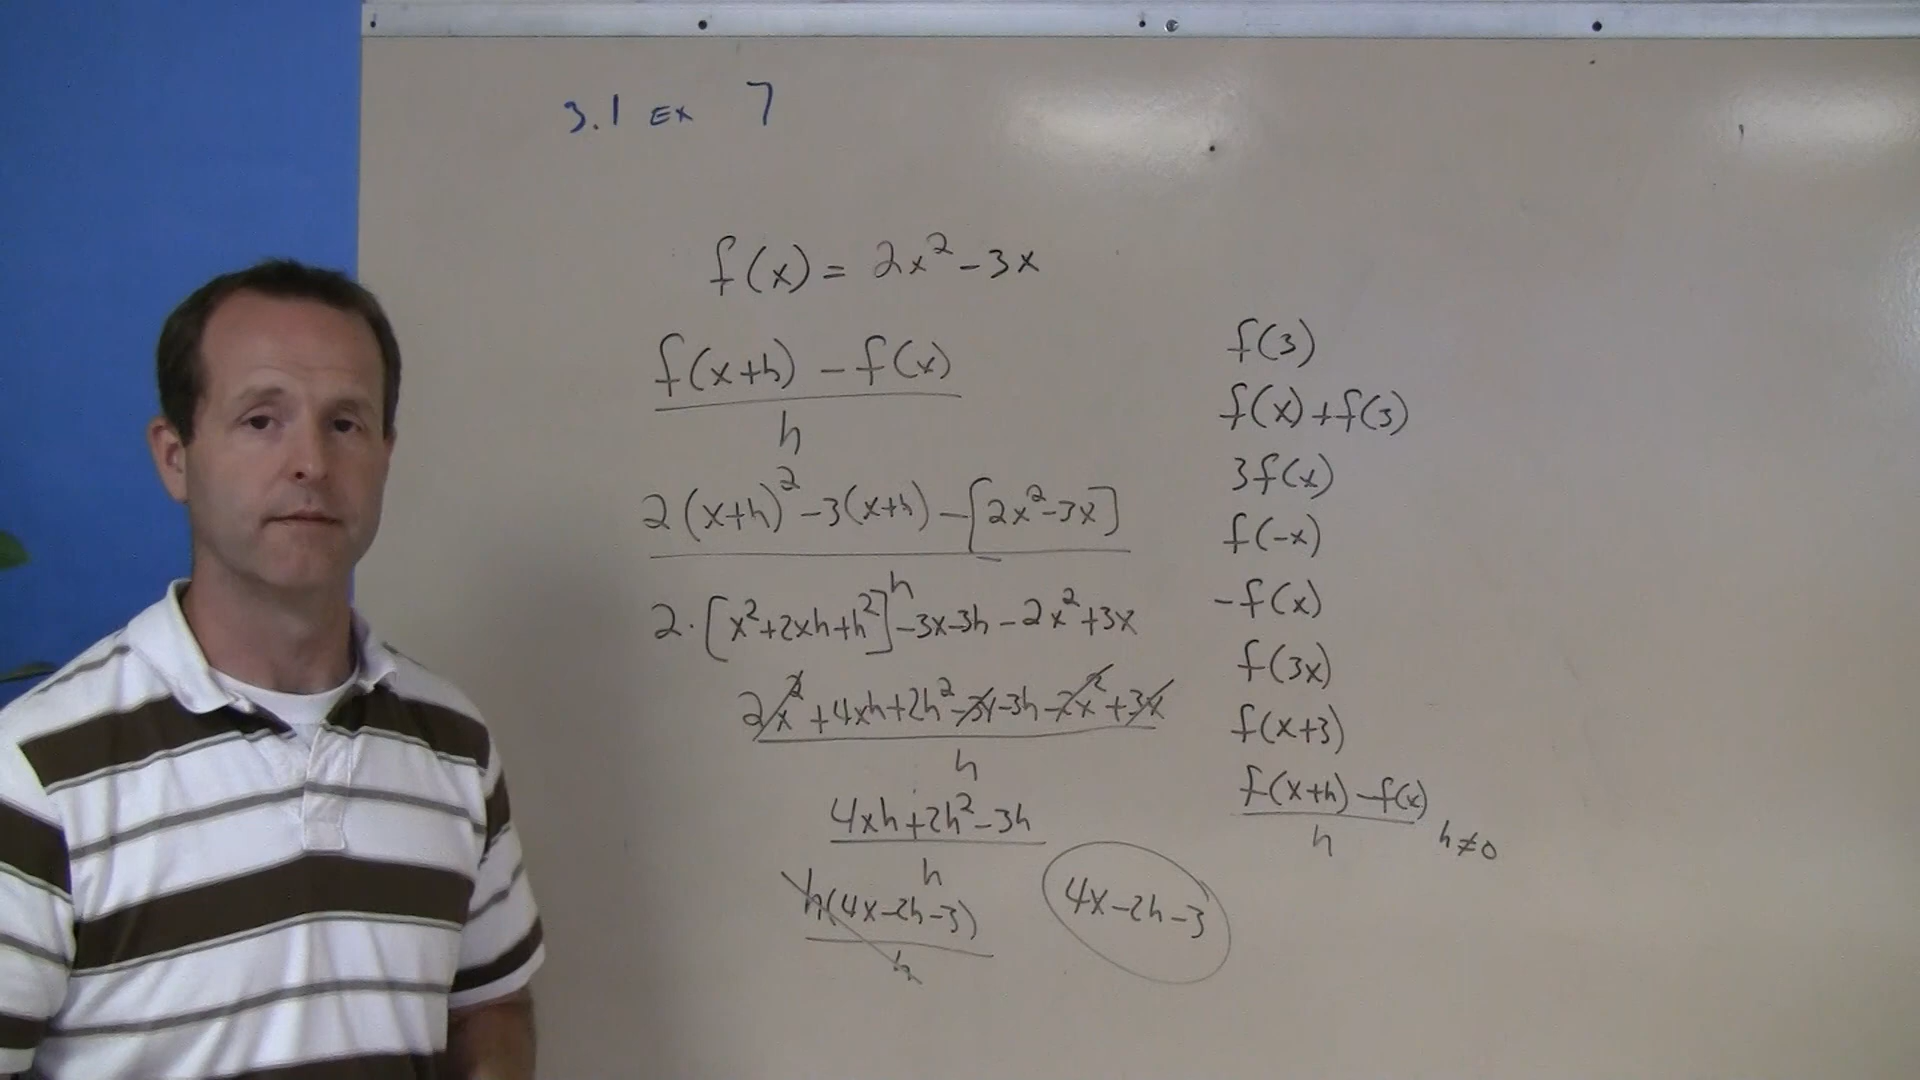 3.1 Ex 7
f(x) = 2x² - 3x
f(x+h) - f(x)
h
2(x+h)² - 3(x+h) - [2x² - 3x]
h
2·[x²+2xh+h²] - 3x - 3h - 2x² + 3x
2x² + 4xh + 2h² - 3x - 3h - 2x² + 3x
h
4xh + 2h² - 3h
h
h(4x - 2h - 3)
h
4x - 2h - 3
f(3)
f(x) + f(3)
3f(x)
f(-x)
-f(x)
f(3x)
f(x+3)
f(x+h) - f(x)
h
h≠0